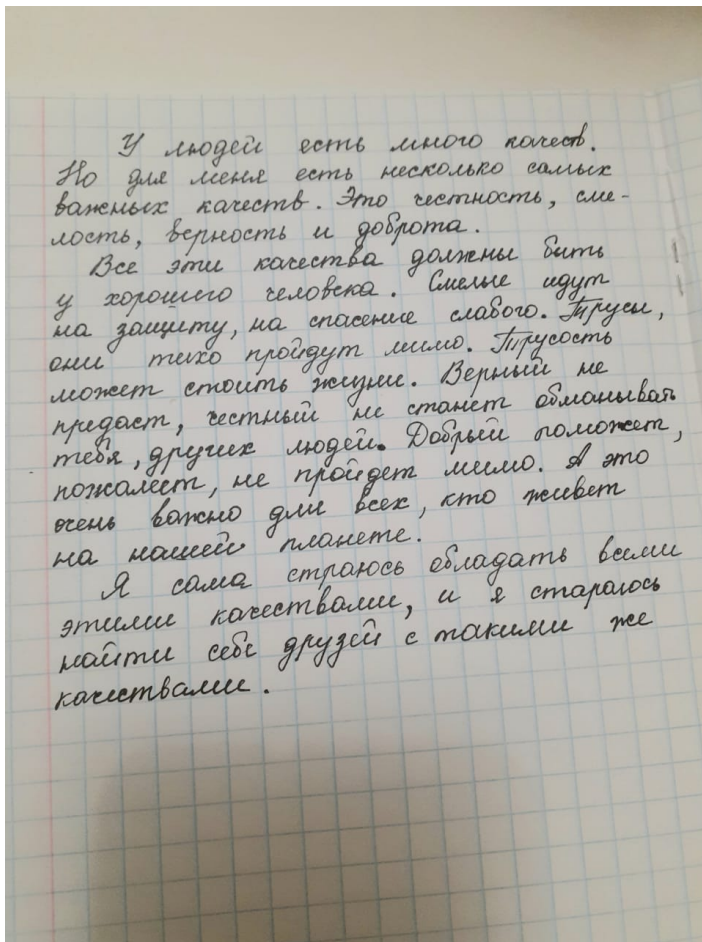 У людей есть много качеств.
Но для меня есть несколько самых
важных качеств. Это честность, сме-
лость, верность и доброта.
Все эти качества должны быть
у хорошего человека. Смелые идут
на защиту, на спасение слабого. Трусы,
они тихо пройдут мимо. Трусость
может стоить жизни. Верный не
предаст, честный не станет обманывать
тебя, других людей. Добрый поможет,
пожалеет, не пройдет мимо. А это
очень важно для всех, кто живет
на нашей планете.
Я сама страюсь обладать всеми
этими качествами, и я стараюсь
найти себе друзей с такими же
качествами.